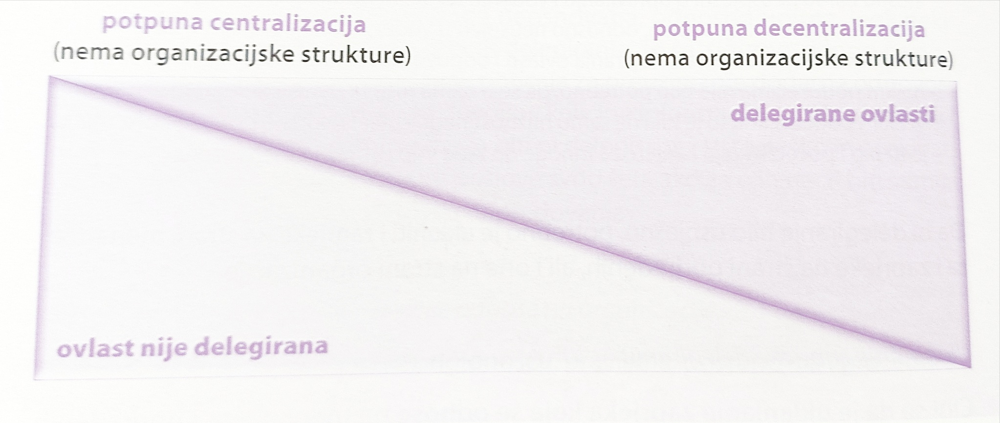 potpuna centralizacija
(nema organizacijske strukture)
potpuna decentralizacija
(nema organizacijske strukture)
delegirane ovlasti
ovlast nije delegirana